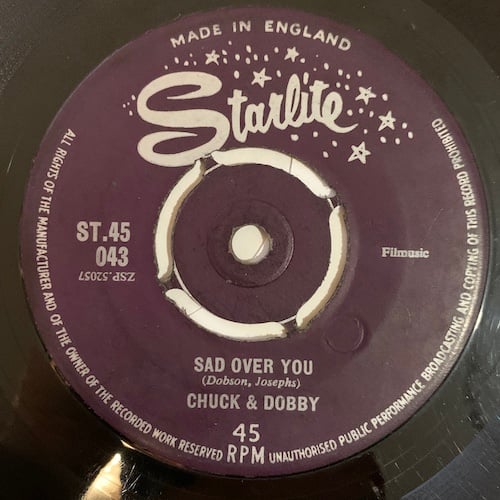 MADE IN ENGLAND
Starlite
ST.45
043
ZSP.52057
Filmusic
SAD OVER YOU
(Dobson, Josephs)
CHUCK & DOBBY
45
RPM
ALL RIGHTS OF THE MANUFACTURER AND OF THE OWNER OF THE RECORDED WORK RESERVED
UNAUTHORISED PUBLIC PERFORMANCE BROADCASTING AND COPYING OF THIS RECORD PROHIBITED